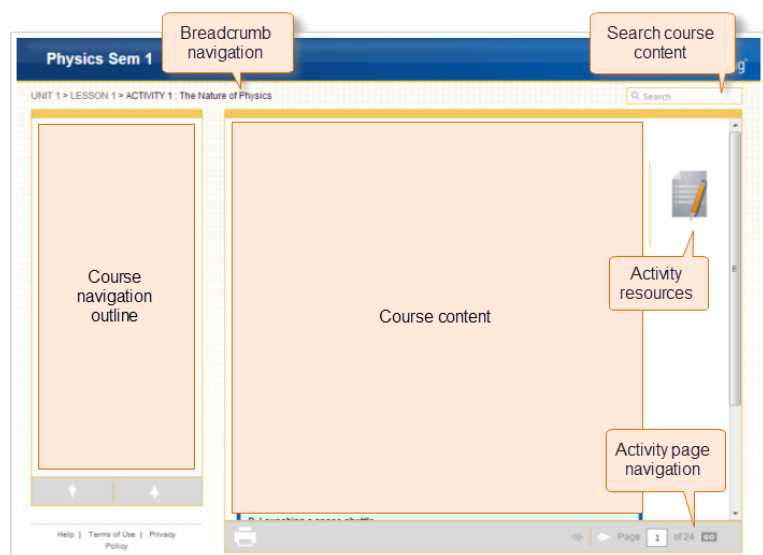 Breadcrumb
navigation
Search course
content
Physics Sem 1
UNIT 1 > LESSON 1 > ACTIVITY 1 : The Nature of Physics
Search
Course
navigation
outline
Course content
Activity
resources
Activity page
navigation
Help | Terms of Use | Privacy
Policy
Page 1 of 24 GO